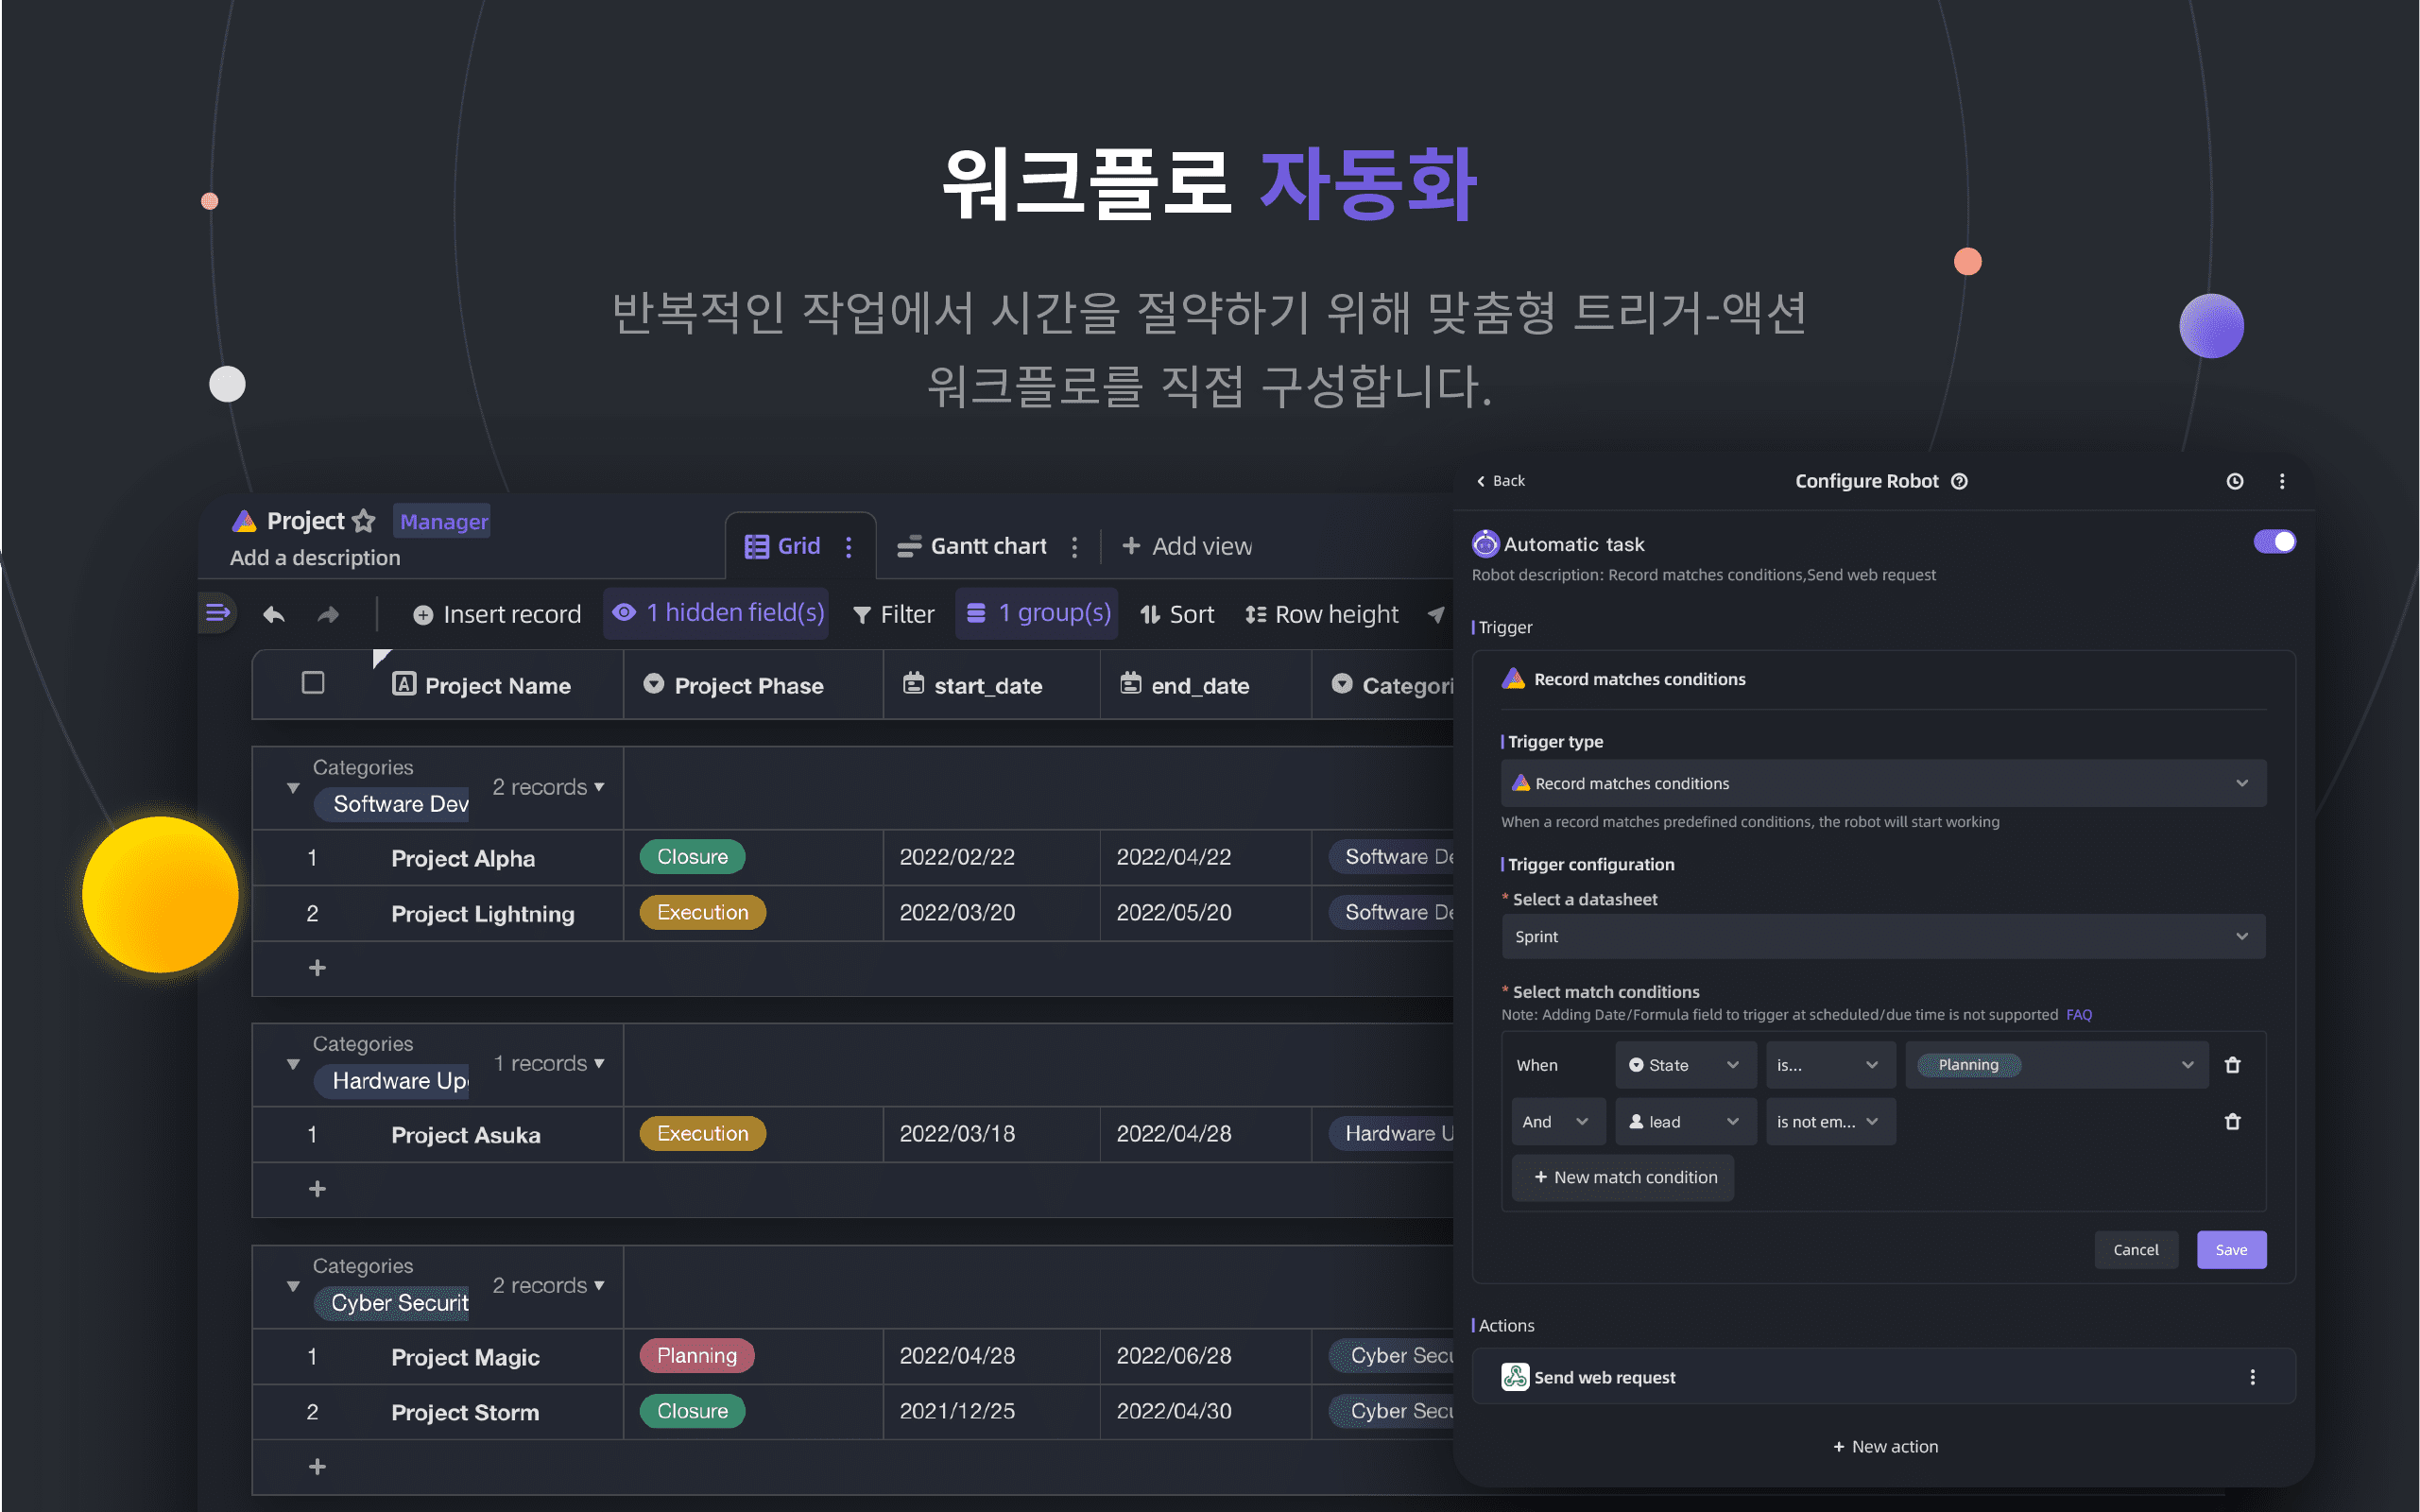 워크플로 자동화
반복적인 작업에서 시간을 절약하기 위해 맞춤형 트리거-액션
워크플로를 직접 구성합니다.
Project Manager
Add a description
Grid Gantt chart + Add view
Insert record 1 hidden field(s) Filter 1 group(s) Sort Row height
Project Name Project Phase start_date end_date Categori
Categories
Software Dev 2 records
1 Project Alpha Closure 2022/02/22 2022/04/22 Software De
2 Project Lightning Execution 2022/03/20 2022/05/20 Software De
+
Categories
Hardware Up 1 records
1 Project Asuka Execution 2022/03/18 2022/04/28 Hardware U
+
Categories
Cyber Securit 2 records
1 Project Magic Planning 2022/04/28 2022/06/28 Cyber Secu
2 Project Storm Closure 2021/12/25 2022/04/30 Cyber Secu
+
Back Configure Robot
Automatic task
Robot description: Record matches conditions,Send web request
Trigger
Record matches conditions
Trigger type
Record matches conditions
When a record matches predefined conditions, the robot will start working
Trigger configuration
* Select a datasheet
Sprint
* Select match conditions
Note: Adding Date/Formula field to trigger at scheduled/due time is not supported FAQ
When State is... Planning
And lead is not em...
+ New match condition
Cancel Save
Actions
Send web request
+ New action